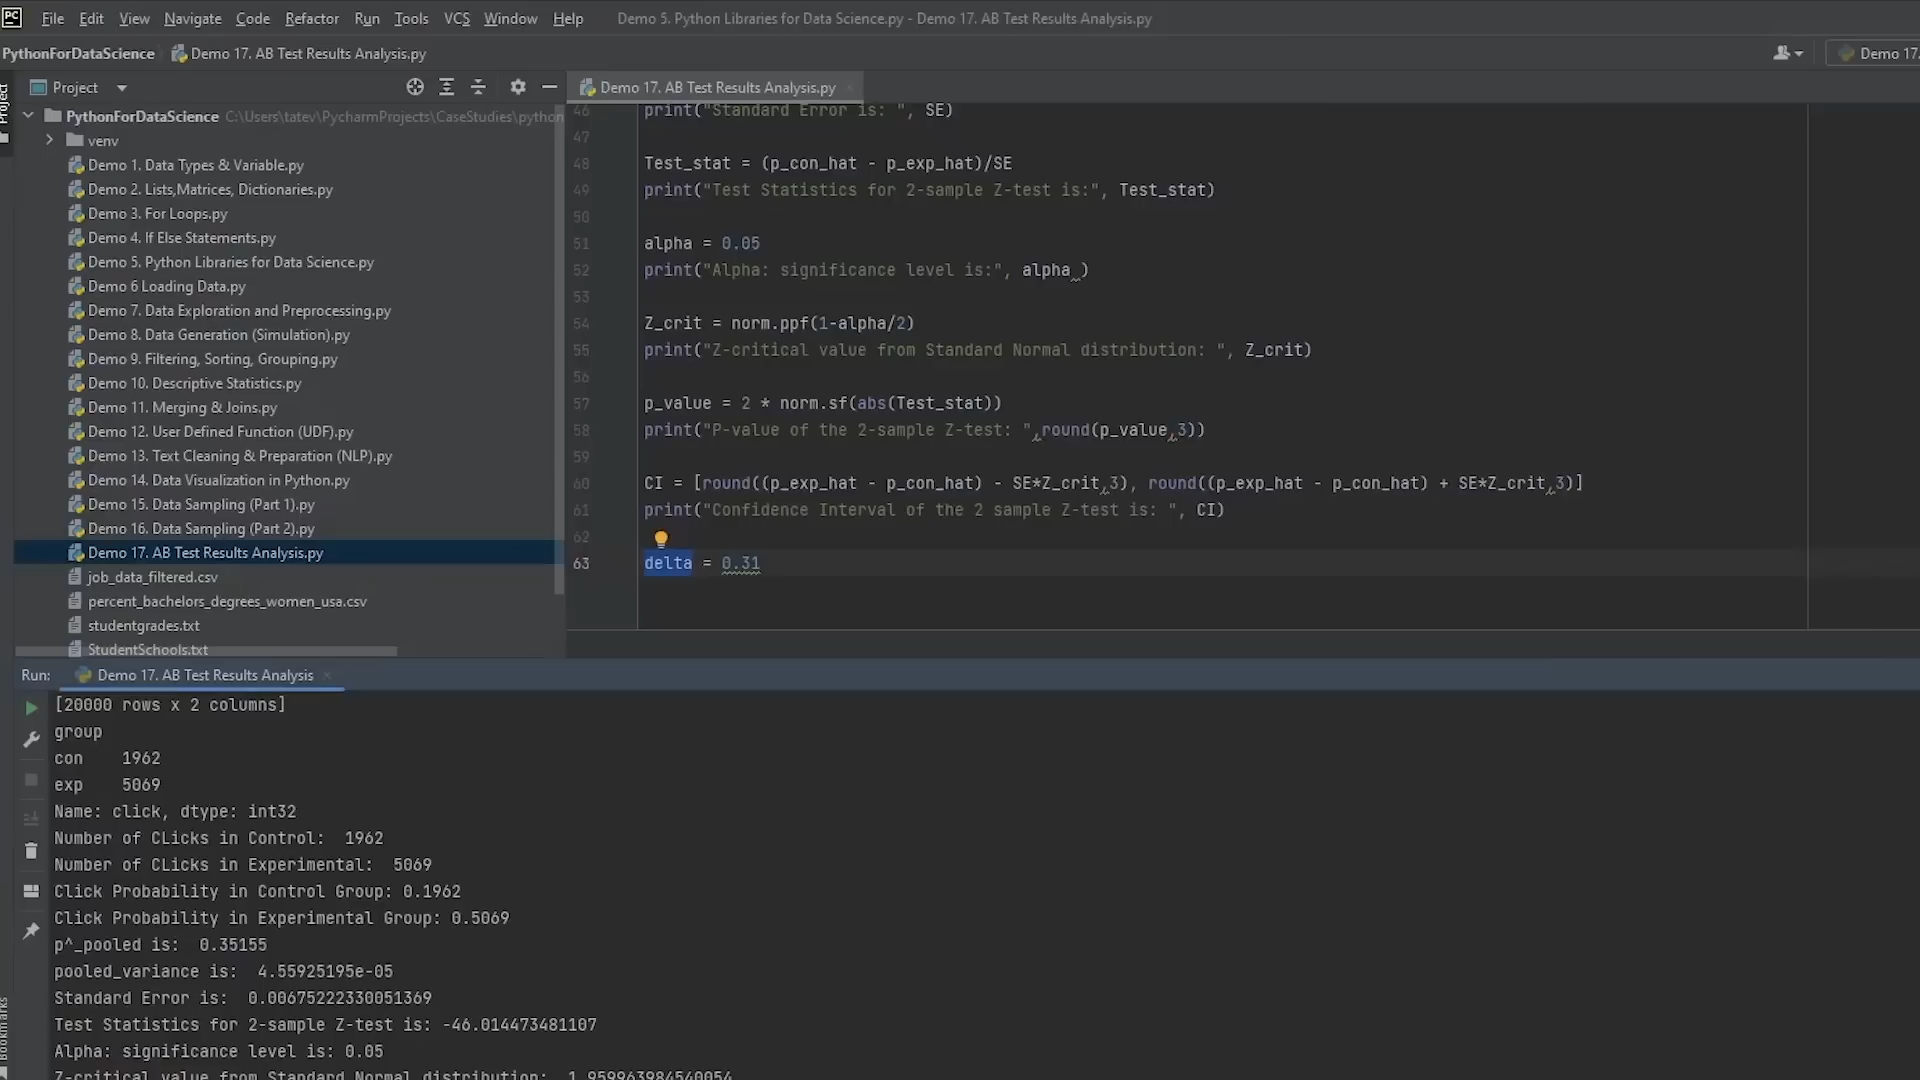 PC File Edit View Navigate Code Refactor Run Tools VCS Window Help Demo 5. Python Libraries for Data Science.py - Demo 17. AB Test Results Analysis.py
PythonForDataScience Demo 17. AB Test Results Analysis.py Demo 17.
Project
Project
Demo 17. AB Test Results Analysis.py
PythonForDataScience C:\Users\tatev\PycharmProjects\CaseStudies\python
venv
Demo 1. Data Types & Variable.py
Demo 2. Lists,Matrices, Dictionaries.py
Demo 3. For Loops.py
Demo 4. If Else Statements.py
Demo 5. Python Libraries for Data Science.py
Demo 6 Loading Data.py
Demo 7. Data Exploration and Preprocessing.py
Demo 8. Data Generation (Simulation).py
Demo 9. Filtering, Sorting, Grouping.py
Demo 10. Descriptive Statistics.py
Demo 11. Merging & Joins.py
Demo 12. User Defined Function (UDF).py
Demo 13. Text Cleaning & Preparation (NLP).py
Demo 14. Data Visualization in Python.py
Demo 15. Data Sampling (Part 1).py
Demo 16. Data Sampling (Part 2).py
Demo 17. AB Test Results Analysis.py
job_data_filtered.csv
percent_bachelors_degrees_women_usa.csv
studentgrades.txt
StudentSchools.txt
46 print("Standard Error is: ", SE)
47
48 Test_stat = (p_con_hat - p_exp_hat)/SE
49 print("Test Statistics for 2-sample Z-test is:", Test_stat)
50
51 alpha = 0.05
52 print("Alpha: significance level is:", alpha )
53
54 Z_crit = norm.ppf(1-alpha/2)
55 print("Z-critical value from Standard Normal distribution: ", Z_crit)
56
57 p_value = 2 * norm.sf(abs(Test_stat))
58 print("P-value of the 2-sample Z-test: ",round(p_value,3))
59
60 CI = [round((p_exp_hat - p_con_hat) - SE*Z_crit,3), round((p_exp_hat - p_con_hat) + SE*Z_crit,3)]
61 print("Confidence Interval of the 2 sample Z-test is: ", CI)
62
63 delta = 0.31
Run: Demo 17. AB Test Results Analysis
[20000 rows x 2 columns]
group
con    1962
exp    5069
Name: click, dtype: int32
Number of CLicks in Control:  1962
Number of CLicks in Experimental:  5069
Click Probability in Control Group: 0.1962
Click Probability in Experimental Group: 0.5069
p^_pooled is:  0.35155
pooled_variance is:  4.55925195e-05
Standard Error is:  0.00675222330051369
Test Statistics for 2-sample Z-test is: -46.014473481107
Alpha: significance level is: 0.05
Z-critical value from Standard Normal distribution:  1.959963984540054
Bookmarks